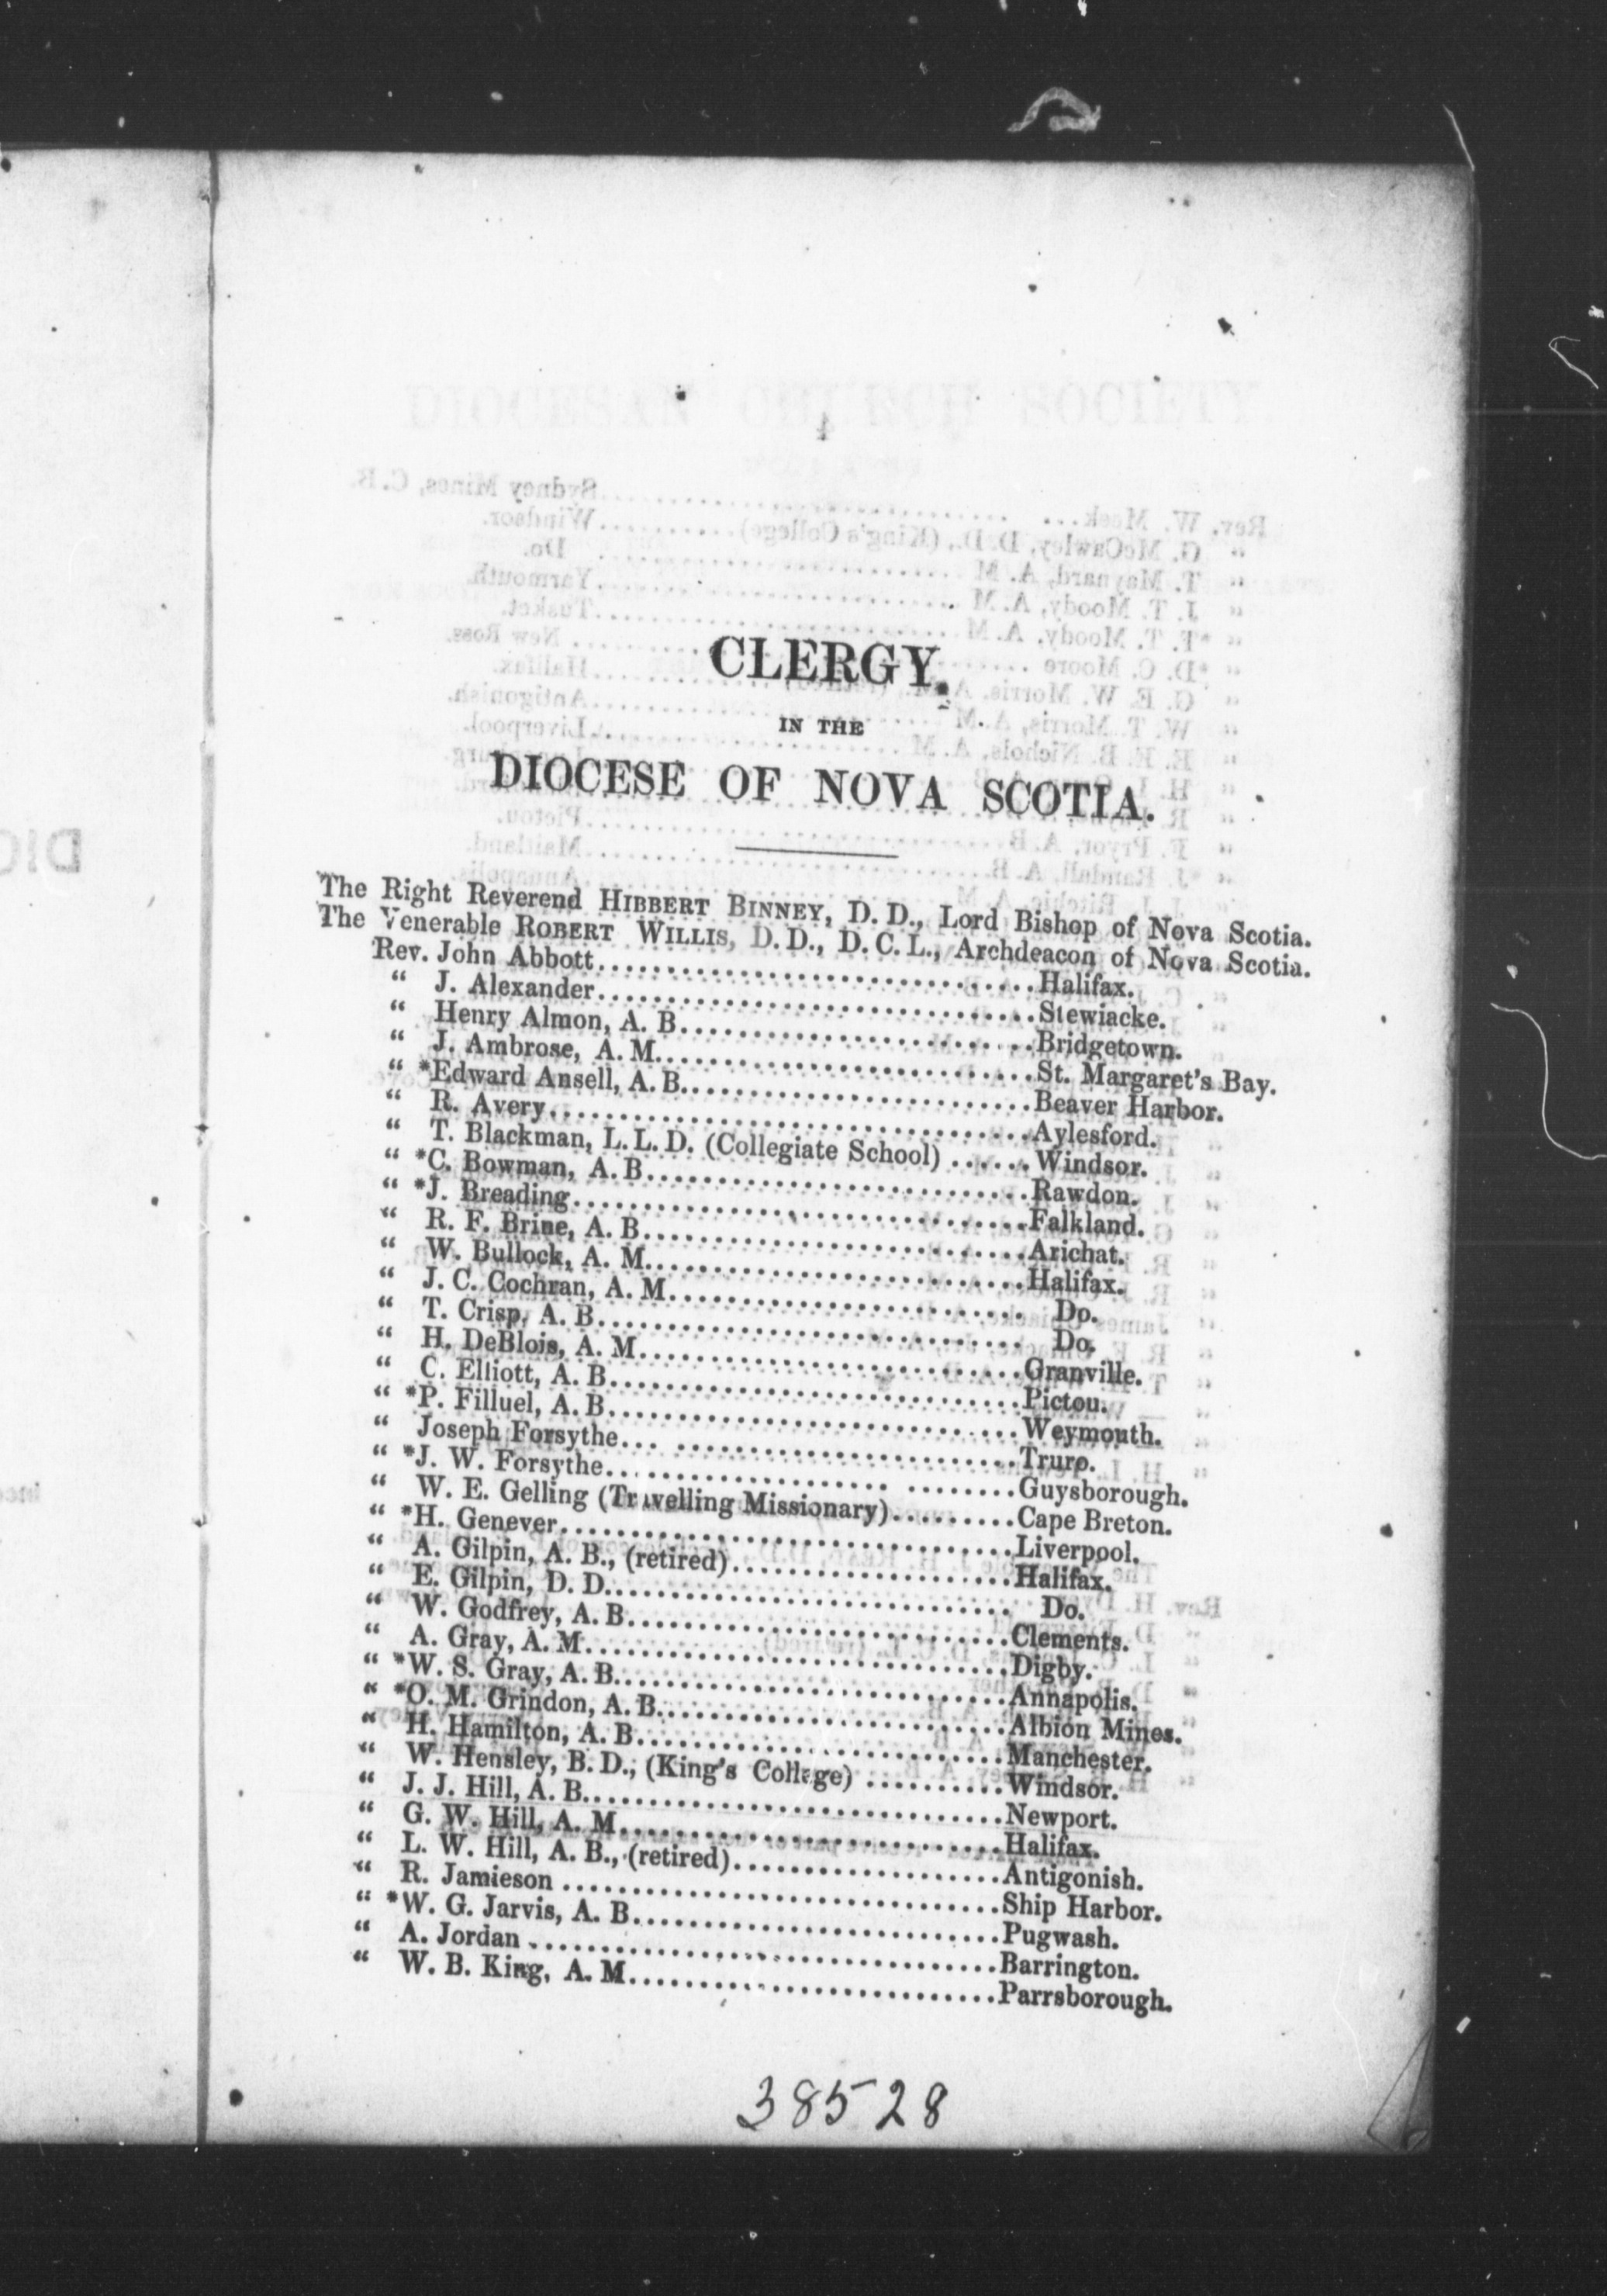 CLERGY,
IN THE
DIOCESE OF NOVA SCOTIA.
The Right Reverend HIBBERT BINNEY, D. D., Lord Bishop of Nova Scotia.
The Venerable ROBERT WILLIS, D. D., D. C. L., Archdeacon of Nova Scotia.
Rev. John Abbott........................................Halifax.
“ J. Alexander........................................Stewiacke.
“ Henry Almon, A. B........................................Bridgetown.
“ J. Ambrose, A. M........................................St. Margaret's Bay.
“ *Edward Ansell, A. B........................................Beaver Harbor.
“ R. Avery........................................Aylesford.
“ T. Blackman, L. L. D. (Collegiate School) ......Windsor.
“ *C. Bowman, A. B........................................Rawdon.
“ *J. Breading........................................Falkland.
“ R. F. Brine, A. B........................................Arichat.
“ W. Bullock, A. M........................................Halifax.
“ J. C. Cochran, A. M........................................ Do.
“ T. Crisp, A. B........................................ Do.
“ H. DeBlois, A. M........................................Granville.
“ C. Elliott, A. B........................................Pictou.
“ *P. Filluel, A. B........................................Weymouth.
“ Joseph Forsythe... ........................................Truro.
“ *J. W. Forsythe........................................Guysborough.
“ W. E. Gelling (Travelling Missionary).........Cape Breton.
“ *H. Genever........................................Liverpool.
“ A. Gilpin, A. B., (retired)....................Halifax.
“ E. Gilpin, D. D........................................ Do.
“ W. Godfrey, A. B........................................Clements.
“ A. Gray, A. M........................................Digby.
“ *W. S. Gray, A. B........................................Annapolis.
“ *O. M. Grindon, A. B........................................Albion Mines.
“ H. Hamilton, A. B........................................Manchester.
“ W. Hensley, B. D., (King's College) ..........Windsor.
“ J. J. Hill, A. B........................................Newport.
“ G. W. Hill, A. M........................................Halifax.
“ L. W. Hill, A. B., (retired)....................Antigonish.
“ R. Jamieson ........................................Ship Harbor.
“ *W. G. Jarvis, A. B........................................Pugwash.
“ A. Jordan ........................................Barrington.
“ W. B. King, A. M........................................Parrsborough.
38528